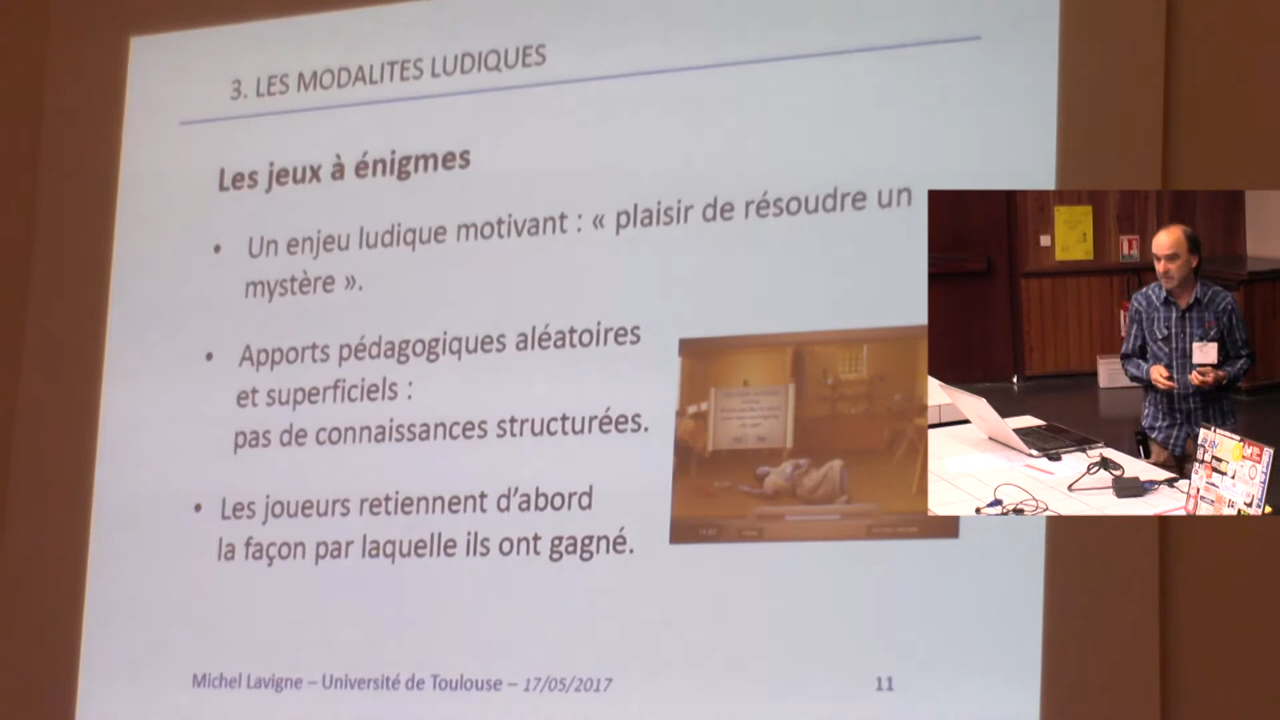 3. LES MODALITES LUDIQUES
Les jeux à énigmes
• Un enjeu ludique motivant : « plaisir de résoudre un
mystère ».
• Apports pédagogiques aléatoires
et superficiels :
pas de connaissances structurées.
• Les joueurs retiennent d’abord
la façon par laquelle ils ont gagné.
Michel Lavigne – Université de Toulouse – 17/05/2017
11